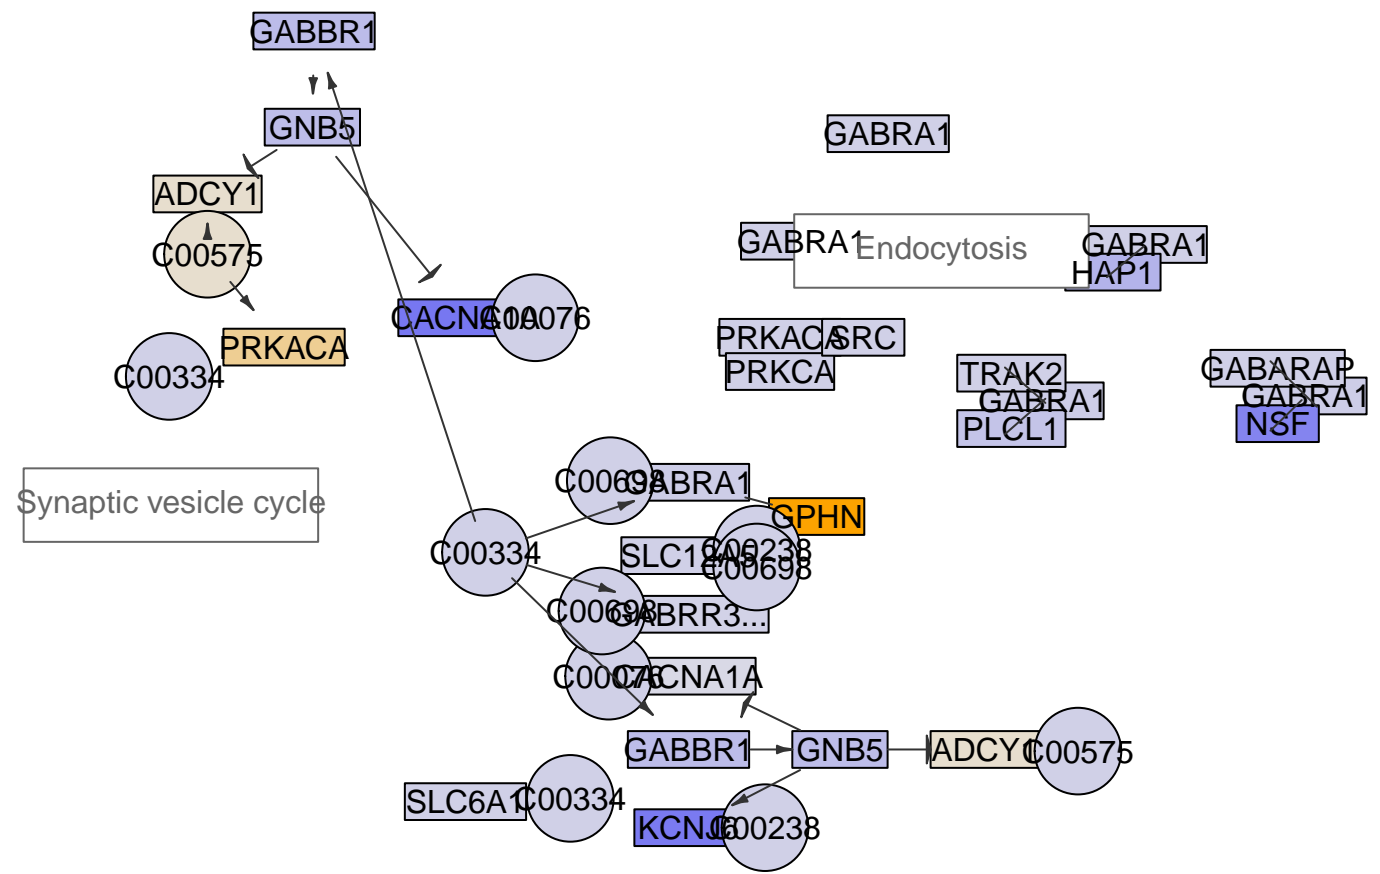 GABBR1
GNB5
GABRA1
ADCY1
C00575
GABRA1
Endocytosis
GABRA1
HAP1
CACNA1A
C00076
PRKACA
C00334
PRKACA
SRC
PRKCA
TRAK2
GABRA1
PLCL1
GABARAP
GABRA1
NSF
Synaptic vesicle cycle
C00698
GABRA1
GPHN
C00334
SLC12A5
C00238
C00698
C00698
GABRR3...
C00076
CACNA1A
GABBR1
GNB5
ADCY1
C00575
SLC6A1
C00334
KCNJ6
C00238